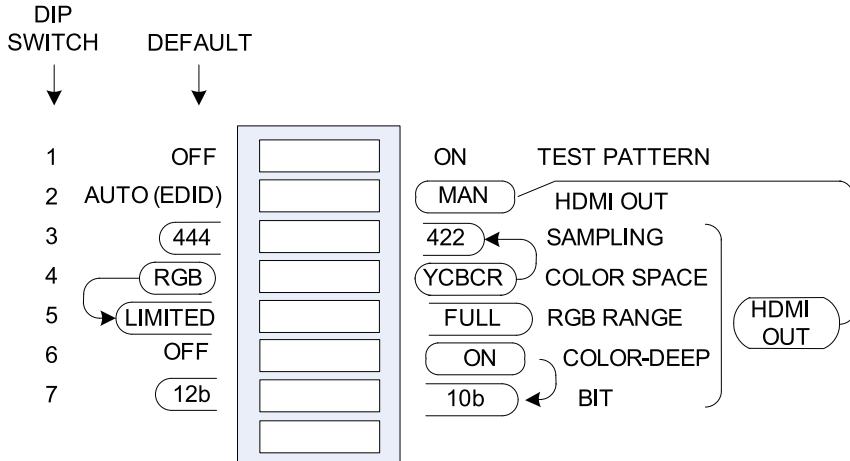 DIP
SWITCH DEFAULT
1 OFF ON TEST PATTERN
2 AUTO (EDID) MAN HDMI OUT
3 444 422 SAMPLING
4 RGB YCBCR COLOR SPACE
5 LIMITED FULL RGB RANGE
HDMI
OUT
6 OFF ON COLOR-DEEP
7 12b 10b BIT